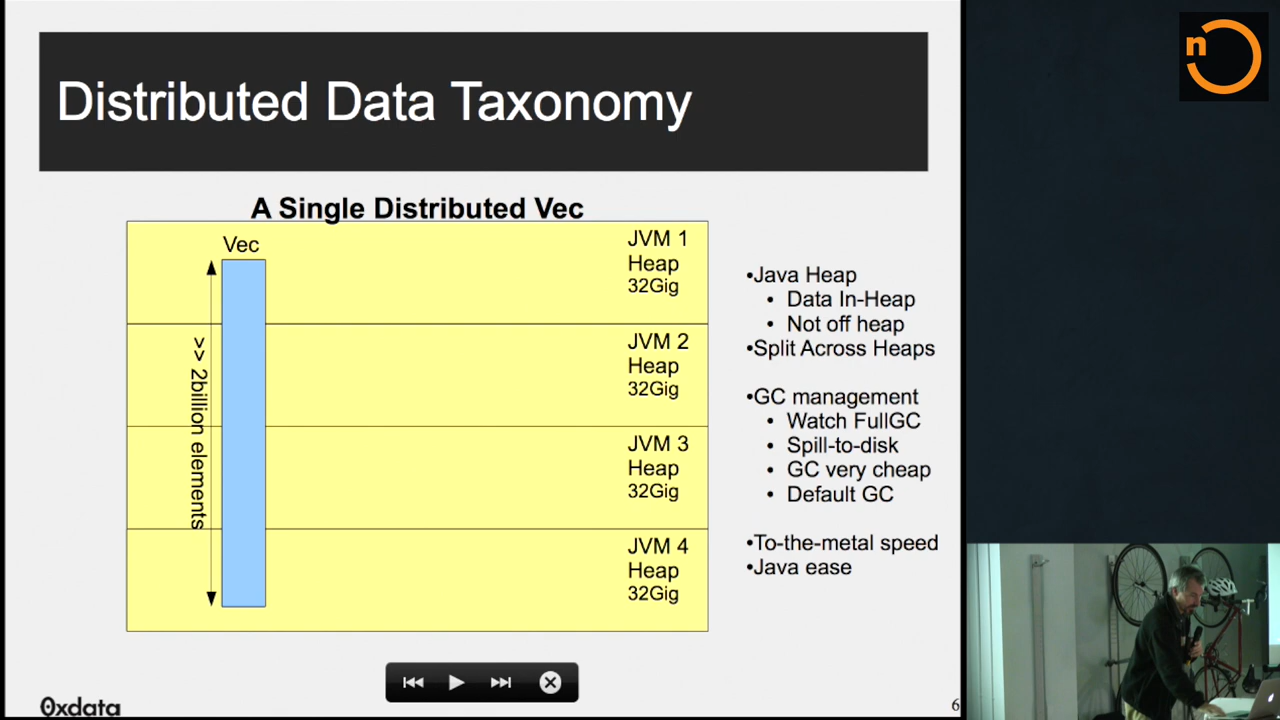 n
Distributed Data Taxonomy
A Single Distributed Vec
Vec
>> 2billion elements
JVM 1
Heap
32Gig
JVM 2
Heap
32Gig
JVM 3
Heap
32Gig
JVM 4
Heap
32Gig
•Java Heap
• Data In-Heap
• Not off heap
•Split Across Heaps
•GC management
• Watch FullGC
• Spill-to-disk
• GC very cheap
• Default GC
•To-the-metal speed
•Java ease
0xdata
6